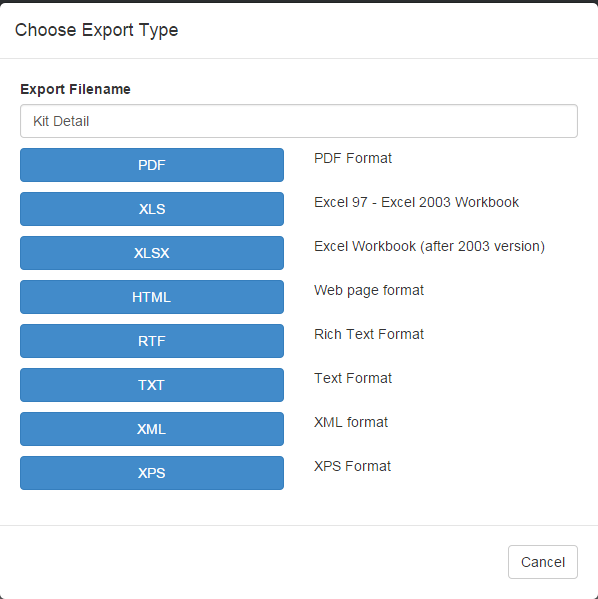 Choose Export Type
Export Filename
Kit Detail
PDF PDF Format
XLS Excel 97 - Excel 2003 Workbook
XLSX Excel Workbook (after 2003 version)
HTML Web page format
RTF Rich Text Format
TXT Text Format
XML XML format
XPS XPS Format
Cancel